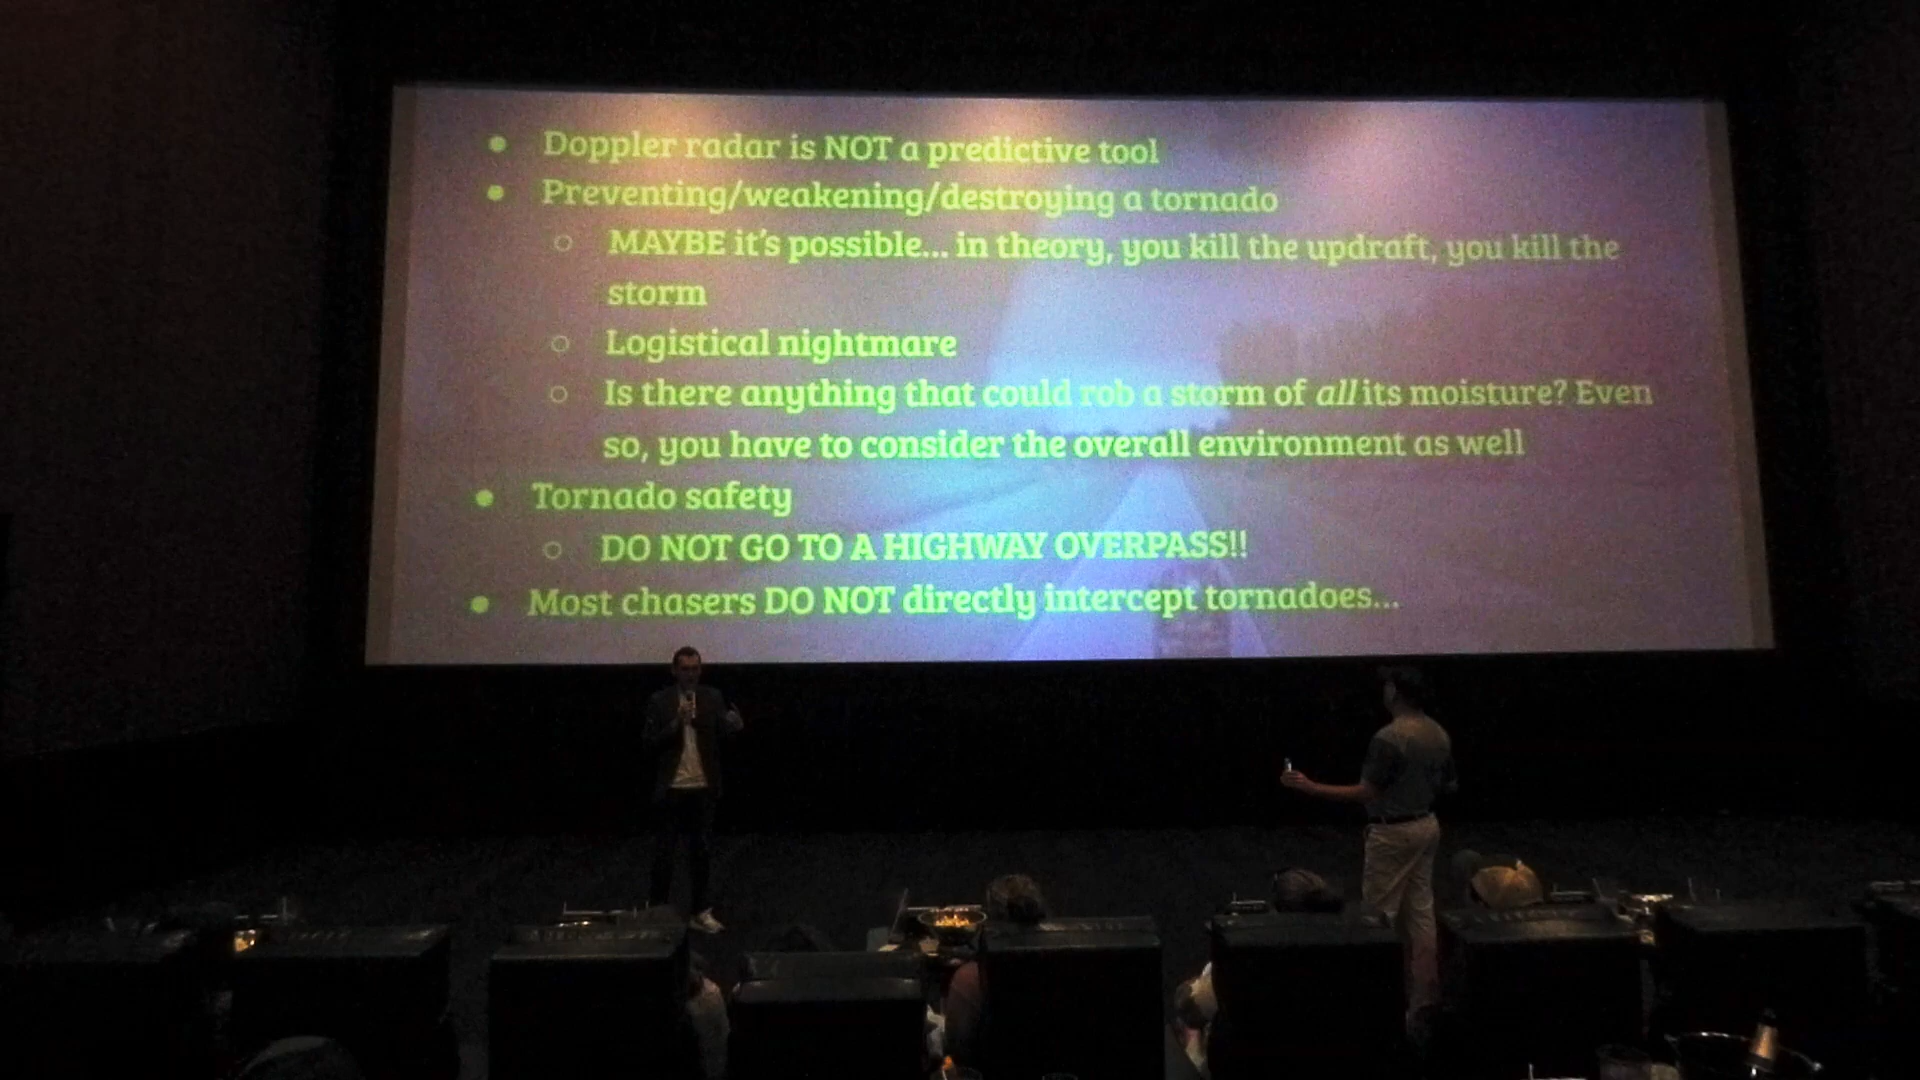 ● Doppler radar is NOT a predictive tool
● Preventing/weakening/destroying a tornado
○ MAYBE it's possible... in theory, you kill the updraft, you kill the
storm
○ Logistical nightmare
○ Is there anything that could rob a storm of all its moisture? Even
so, you have to consider the overall environment as well
● Tornado safety
○ DO NOT GO TO A HIGHWAY OVERPASS!!
● Most chasers DO NOT directly intercept tornadoes...